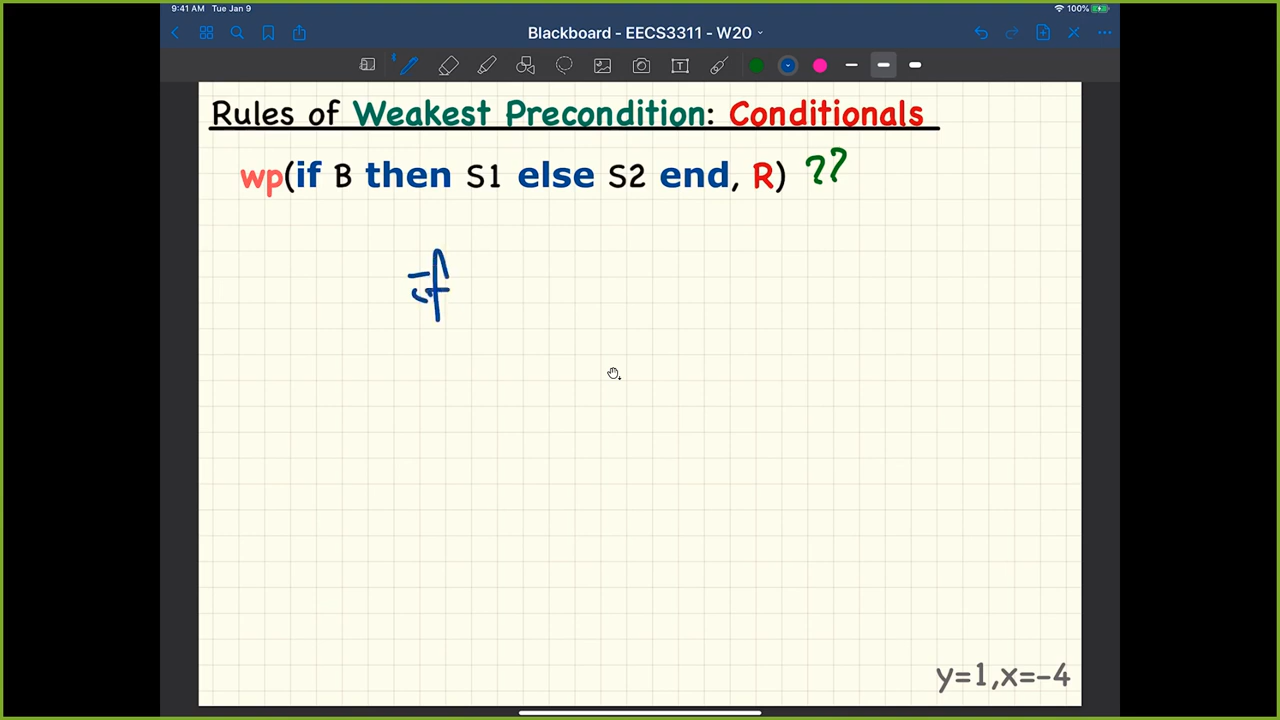 9:41 AM Tue Jan 9
100%
Blackboard - EECS3311 - W20
Rules of Weakest Precondition: Conditionals
wp(if B then S1 else S2 end, R) ??
if
y=1,x=-4